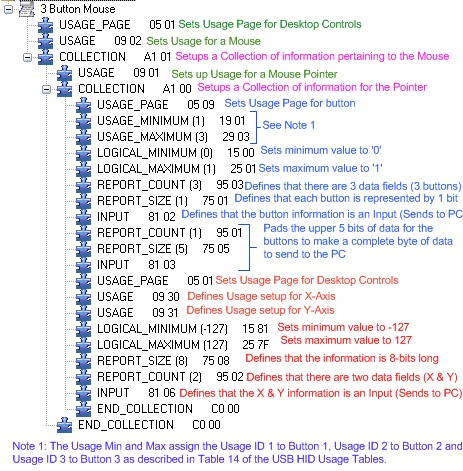 3 Button Mouse
USAGE_PAGE 05 01 Sets Usage Page for Desktop Controls
USAGE 09 02 Sets Usage for a Mouse
COLLECTION A1 01 Setups a Collection of information pertaining to the Mouse
USAGE 09 01 Sets up Usage for a Mouse Pointer
COLLECTION A1 00 Setups a Collection of information for the Pointer
USAGE_PAGE 05 09 Sets Usage Page for button
USAGE_MINIMUM (1) 19 01
See Note 1
USAGE_MAXIMUM (3) 29 03
LOGICAL_MINIMUM (0) 15 00 Sets minimum value to '0'
LOGICAL_MAXIMUM (1) 25 01 Sets maximum value to '1'
REPORT_COUNT (3) 95 03 Defines that there are 3 data fields (3 buttons)
REPORT_SIZE (1) 75 01 Defines that each button is represented by 1 bit
INPUT 81 02 Defines that the button information is an Input (Sends to PC)
REPORT_COUNT (1) 95 01 Pads the upper 5 bits of data for the
REPORT_SIZE (5) 75 05 buttons to make a complete byte of data
INPUT 81 03 to send to the PC
USAGE_PAGE 05 01 Sets Usage Page for Desktop Controls
USAGE 09 30 Defines Usage setup for X-Axis
USAGE 09 31 Defines Usage setup for Y-Axis
LOGICAL_MINIMUM (-127) 15 81 Sets minimum value to -127
LOGICAL_MAXIMUM (127) 25 7F Sets maximum value to 127
REPORT_SIZE (8) 75 08 Defines that the information is 8-bits long
REPORT_COUNT (2) 95 02 Defines that there are two data fields (X & Y)
INPUT 81 06 Defines that the X & Y information is an Input (Sends to PC)
END_COLLECTION C0 00
END_COLLECTION C0 00
Note 1: The Usage Min and Max assign the Usage ID 1 to Button 1, Usage ID 2 to Button 2 and
Usage ID 3 to Button 3 as described in Table 14 of the USB HID Usage Tables.